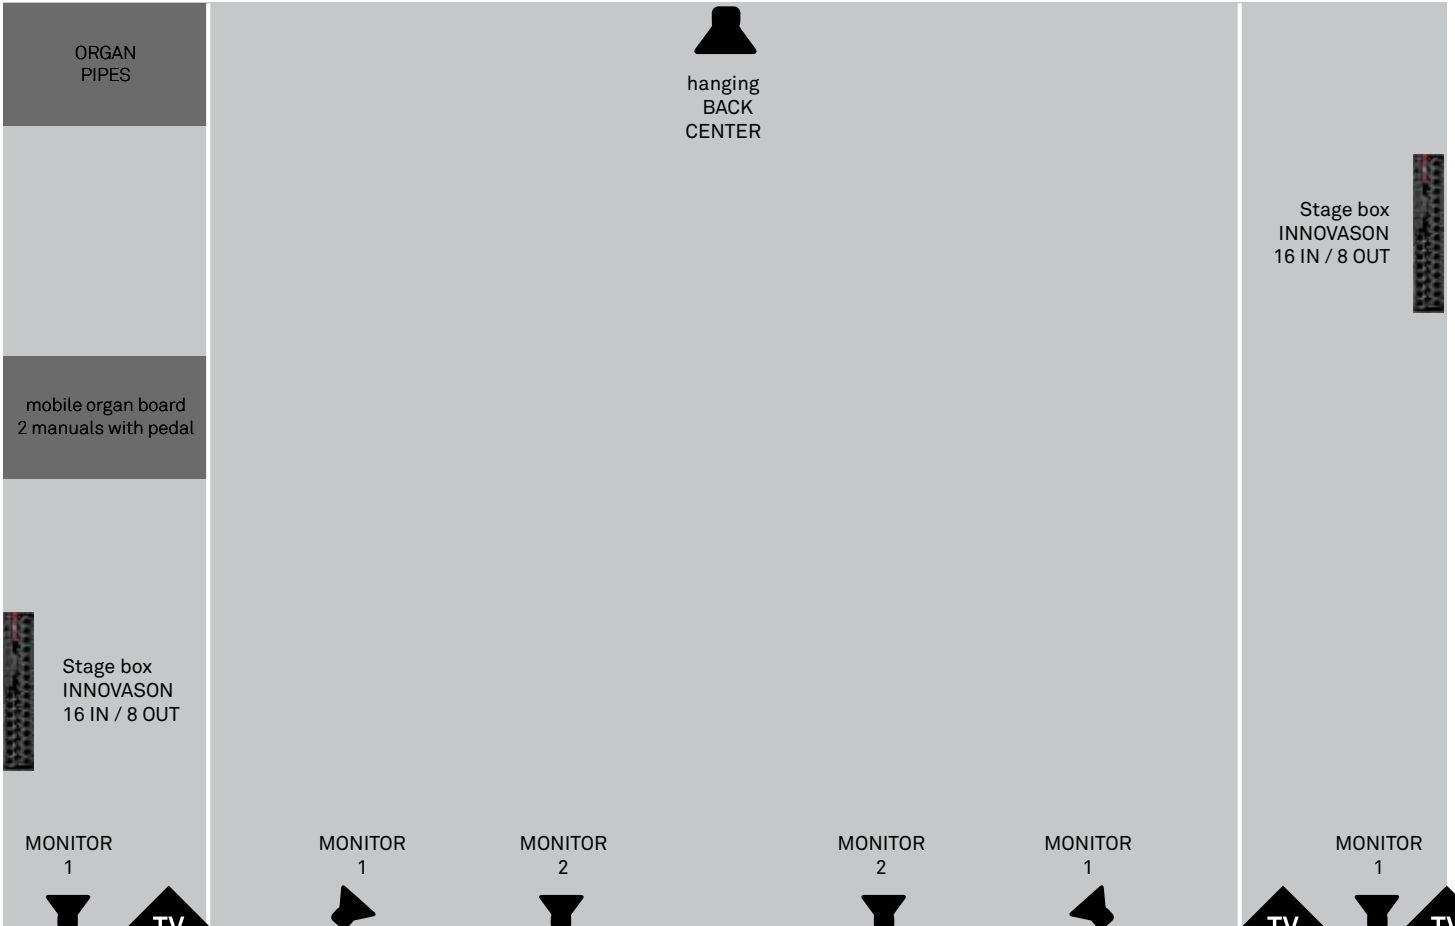 ORGAN
PIPES
hanging
BACK
CENTER
Stage box
INNOVASON
16 IN / 8 OUT
mobile organ board
2 manuals with pedal
Stage box
INNOVASON
16 IN / 8 OUT
MONITOR
1
MONITOR
1
MONITOR
2
MONITOR
2
MONITOR
1
MONITOR
1
TV
TV
TV